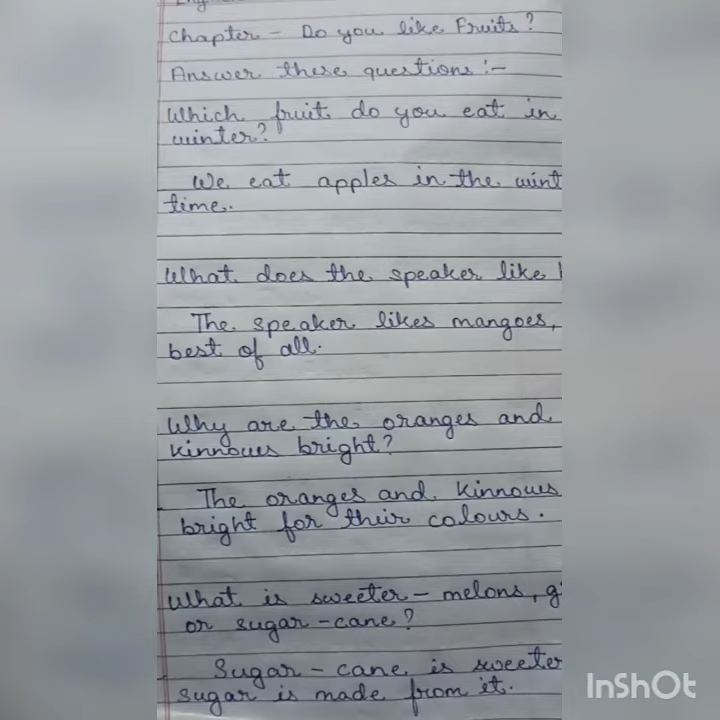 Chapter - Do you like Fruits?
Answer these questions :-
Which fruit do you eat in
winter?
We eat apples in the wint
time.
What does the speaker like
The speaker likes mangoes,
best of all.
Why are the oranges and
kinnoues bright?
The oranges and kinnoues
bright for their colours.
What is sweeter - melons, g
or sugar-cane?
Sugar-cane is sweeter
sugar is made from it.
InShOt